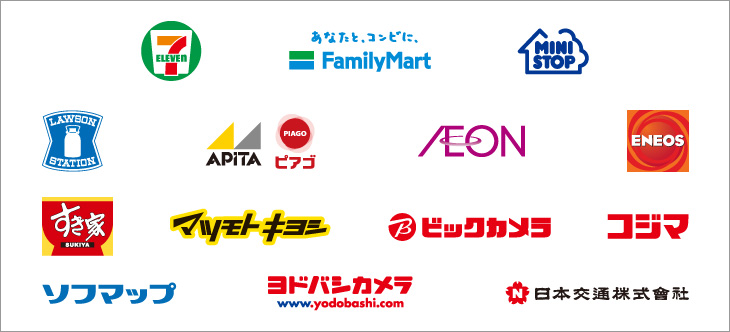 7
ELEVEN
あなたと、コンビに、
FamilyMart
MINI
STOP
LAWSON
STATION
APiTA
PIAGO
ピアゴ
ÆON
ENEOS
すき家
SUKIYA
マツモトキヨシ
B
ビックカメラ
コジマ
ソフマップ
ヨドバシカメラ
www.yodobashi.com
N
日本交通株式會社